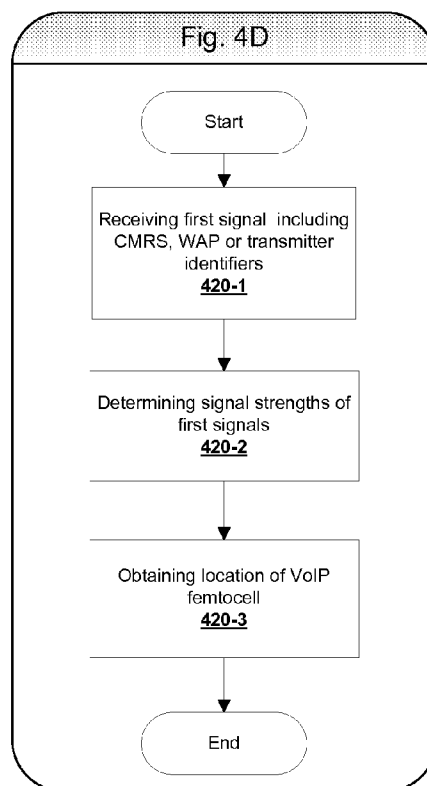 Fig. 4D
Start
Receiving first signal including
CMRS, WAP or transmitter
identifiers
420-1
Determining signal strengths of
first signals
420-2
Obtaining location of VoIP
femtocell
420-3
End